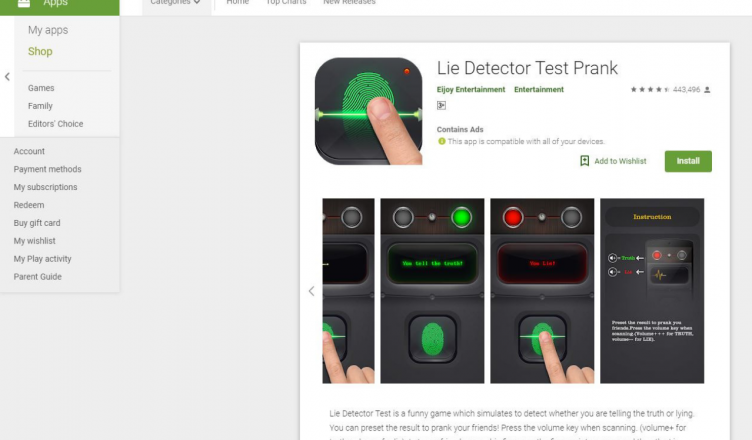 Apps
Categories
Home
Top Charts
New Releases
My apps
Shop
Games
Family
Editors' Choice
Account
Payment methods
My subscriptions
Redeem
Buy gift card
My wishlist
My Play activity
Parent Guide
Lie Detector Test Prank
Eijoy Entertainment Entertainment
443,496
3+
Contains Ads
This app is compatible with all of your devices.
Add to Wishlist
Install
You tell the truth!
You Lie!
Instruction
= Truth
Preset the result to prank you
friends.Press the volume key when
scanning.(Volume+++ for TRUTH,
volume--- for LIE).
Lie Detector Test is a funny game which simulates to detect whether you are telling the truth or lying.
You can preset the result to prank your friends! Press the volume key when scanning. (volume+ for